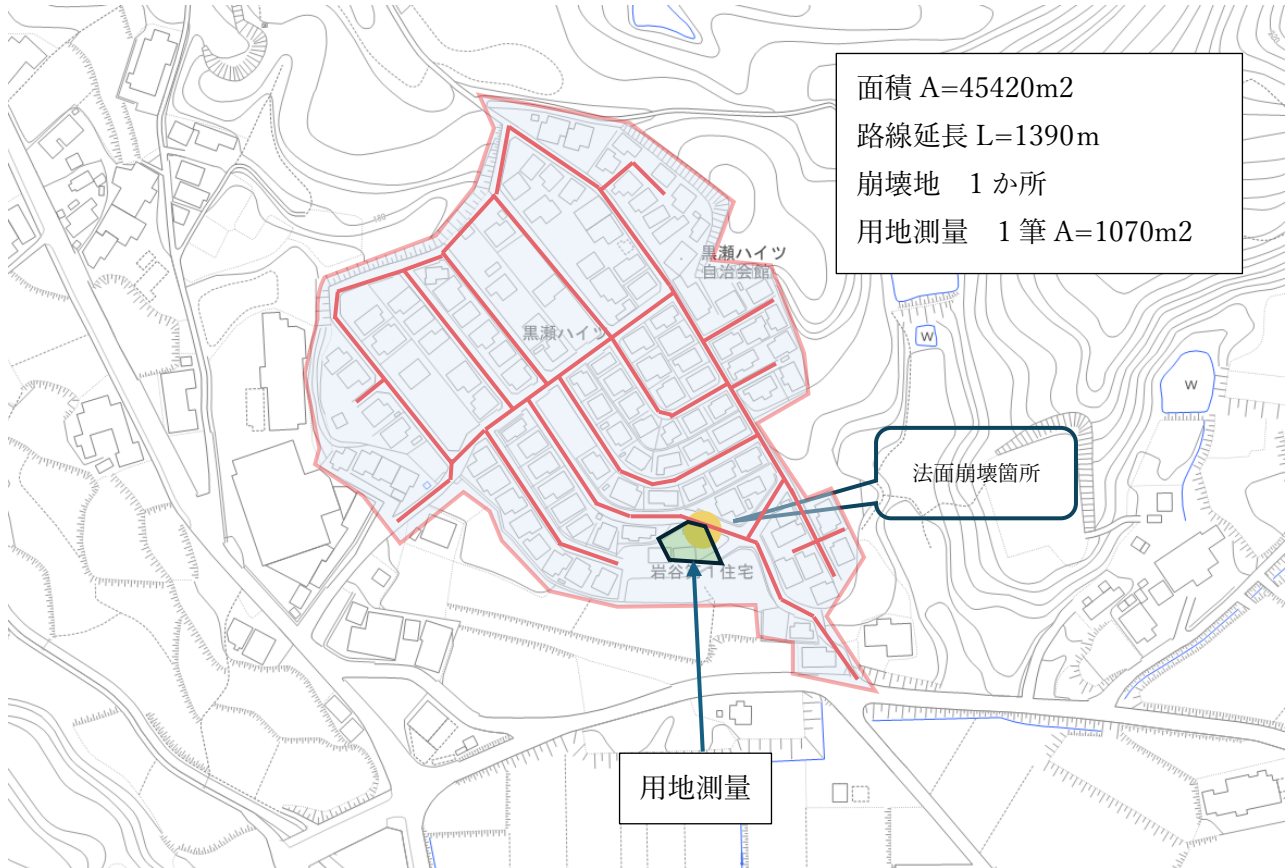 面積 A=45420m2
路線延長 L=1390m
崩壊地　1か所
用地測量　1筆 A=1070m2
黒瀬ハイツ
自治会館
黒瀬ハイツ
W
W
法面崩壊箇所
用地測量
180